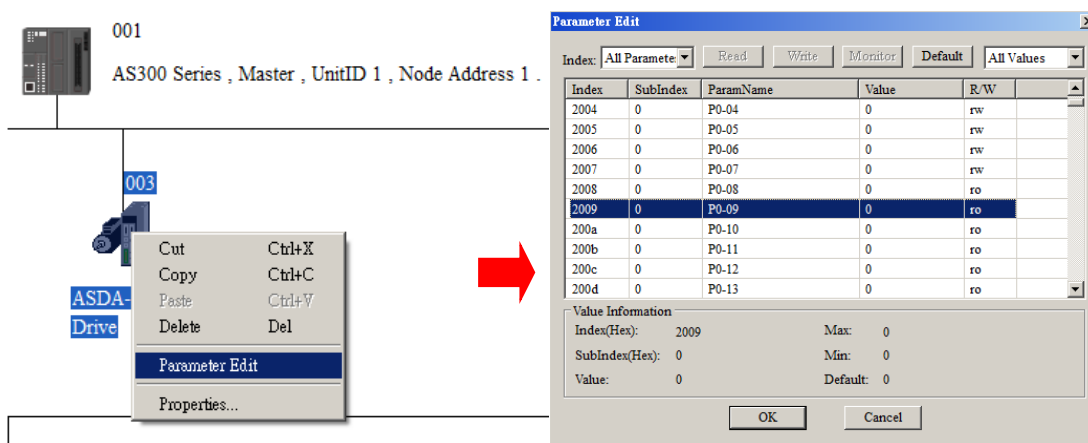 001
AS300 Series , Master , UnitID 1 , Node Address 1 .
003
ASDA-
Drive
Cut Ctrl+X
Copy Ctrl+C
Paste Ctrl+V
Delete Del
Parameter Edit
Properties...
Parameter Edit
Index: All Paramete Read Write Monitor Default All Values
Index SubIndex ParamName Value R/W
2004 0 P0-04 0 rw
2005 0 P0-05 0 rw
2006 0 P0-06 0 rw
2007 0 P0-07 0 rw
2008 0 P0-08 0 ro
2009 0 P0-09 0 ro
200a 0 P0-10 0 ro
200b 0 P0-11 0 ro
200c 0 P0-12 0 ro
200d 0 P0-13 0 ro
Value Information
Index(Hex): 2009 Max: 0
SubIndex(Hex): 0 Min: 0
Value: 0 Default: 0
OK Cancel